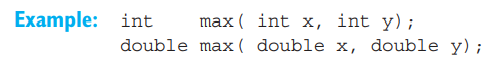 Example: int max( int x, int y);
double max( double x, double y);